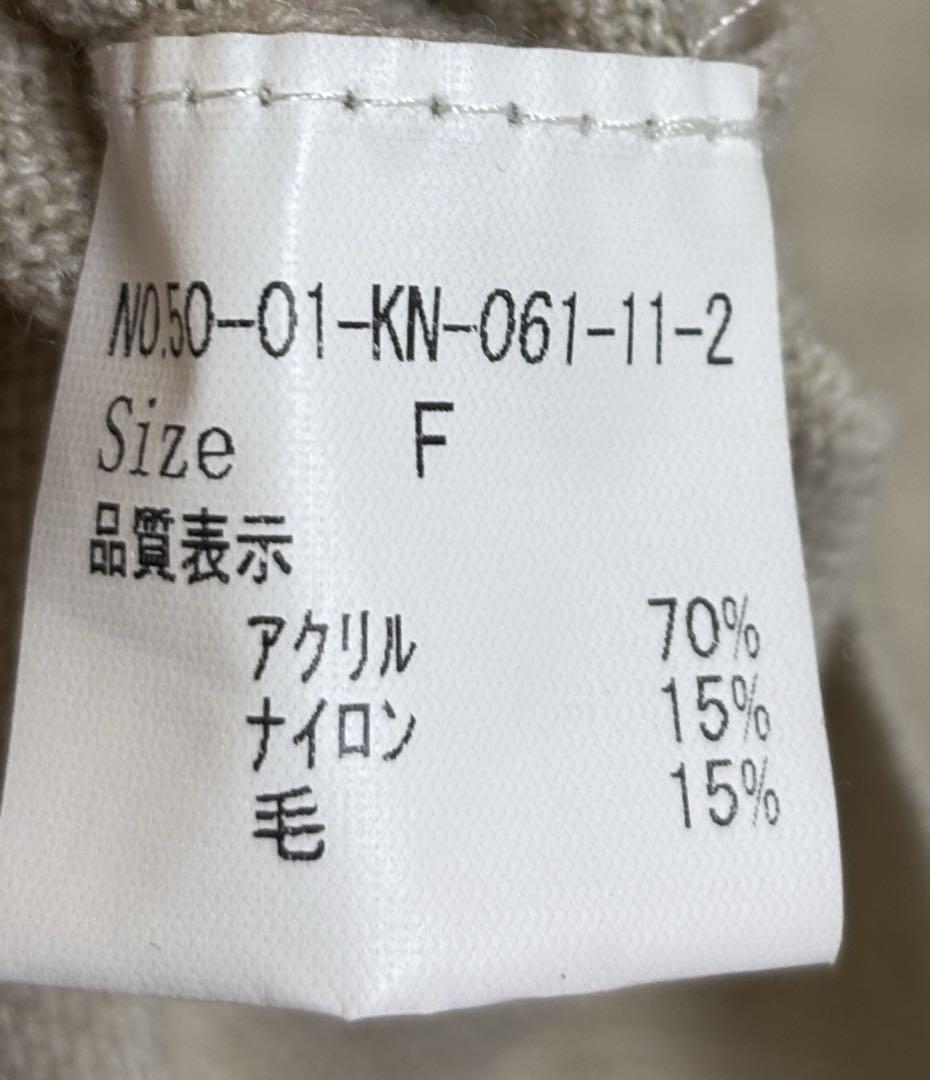 NO.50-01-KN-061-11-2
Size F
品質表示
アクリル 70%
ナイロン 15%
毛 15%